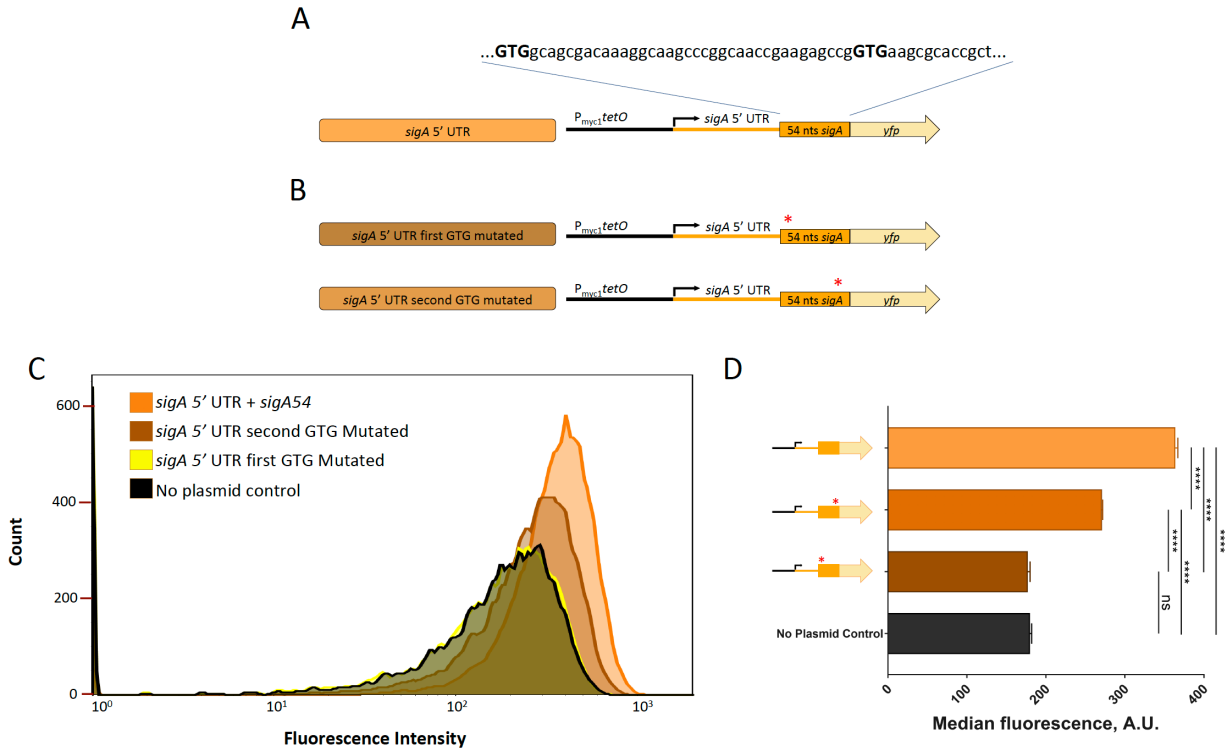 A
...GTGgcagcgacaaaggcaagcccggcaaccgaagagccgGTGaagcgcaccgct...
sigA 5′ UTR
Pmyc1tetO
sigA 5′ UTR
54 nts sigA
yfp
B
sigA 5′ UTR first GTG mutated
Pmyc1tetO
sigA 5′ UTR
*
54 nts sigA
yfp
sigA 5′ UTR second GTG mutated
Pmyc1tetO
sigA 5′ UTR
*
54 nts sigA
yfp
C
600
400
200
0
Count
sigA 5′ UTR + sigA54
sigA 5′ UTR second GTG Mutated
sigA 5′ UTR first GTG Mutated
No plasmid control
10⁰
10¹
10²
10³
Fluorescence Intensity
D
*
*
No Plasmid Control
****
****
****
****
****
ns
0
100
200
300
400
Median fluorescence, A.U.